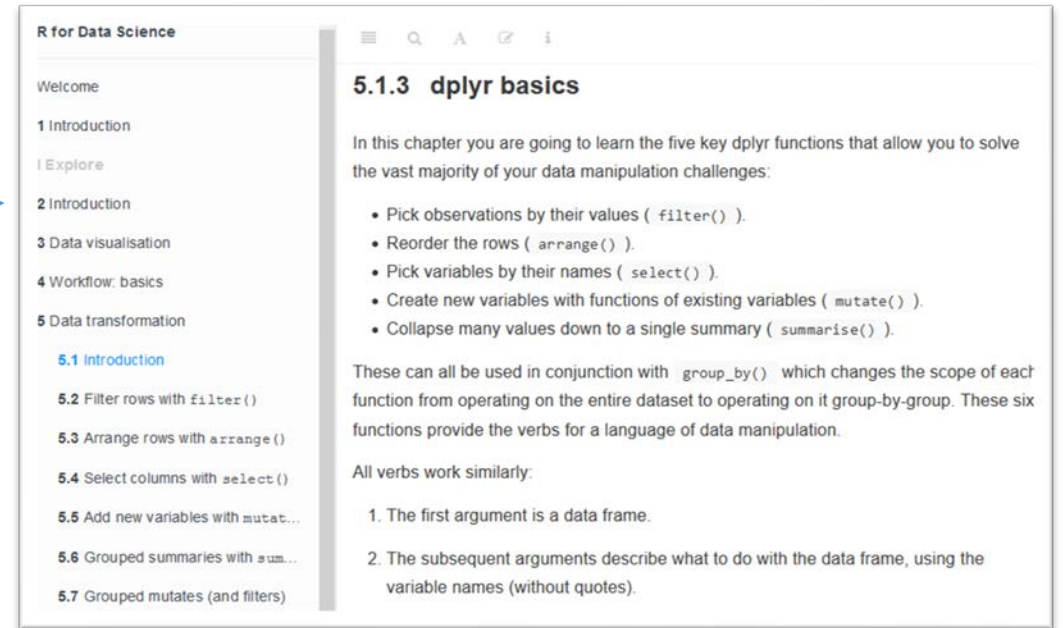 R for Data Science
Welcome
1 Introduction
I Explore
2 Introduction
3 Data visualisation
4 Workflow: basics
5 Data transformation
5.1 Introduction
5.2 Filter rows with filter()
5.3 Arrange rows with arrange()
5.4 Select columns with select()
5.5 Add new variables with mutat...
5.6 Grouped summaries with sum...
5.7 Grouped mutates (and filters)
A i
5.1.3 dplyr basics
In this chapter you are going to learn the five key dplyr functions that allow you to solve
the vast majority of your data manipulation challenges:
• Pick observations by their values ( filter() ).
• Reorder the rows ( arrange() ).
• Pick variables by their names ( select() ).
• Create new variables with functions of existing variables ( mutate() ).
• Collapse many values down to a single summary ( summarise() ).
These can all be used in conjunction with group_by() which changes the scope of each
function from operating on the entire dataset to operating on it group-by-group. These six
functions provide the verbs for a language of data manipulation.
All verbs work similarly:
1. The first argument is a data frame.
2. The subsequent arguments describe what to do with the data frame, using the
variable names (without quotes).